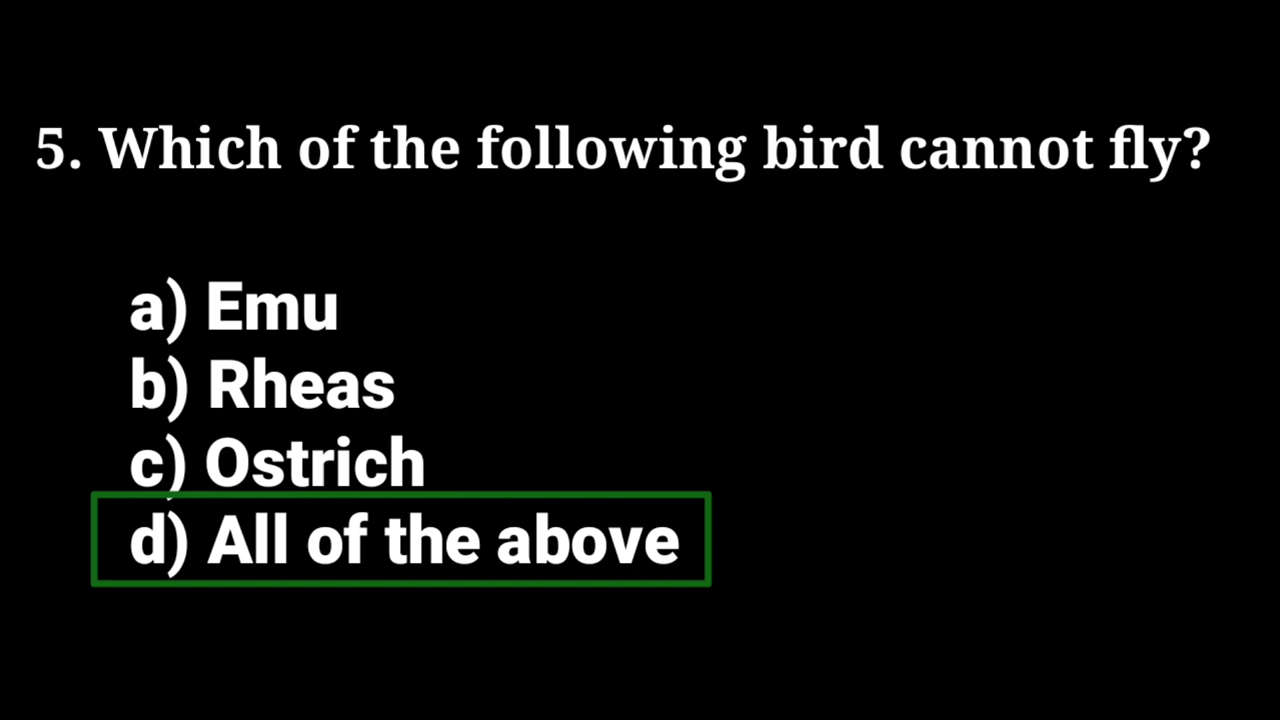 5. Which of the following bird cannot fly?
a) Emu
b) Rheas
c) Ostrich
d) All of the above